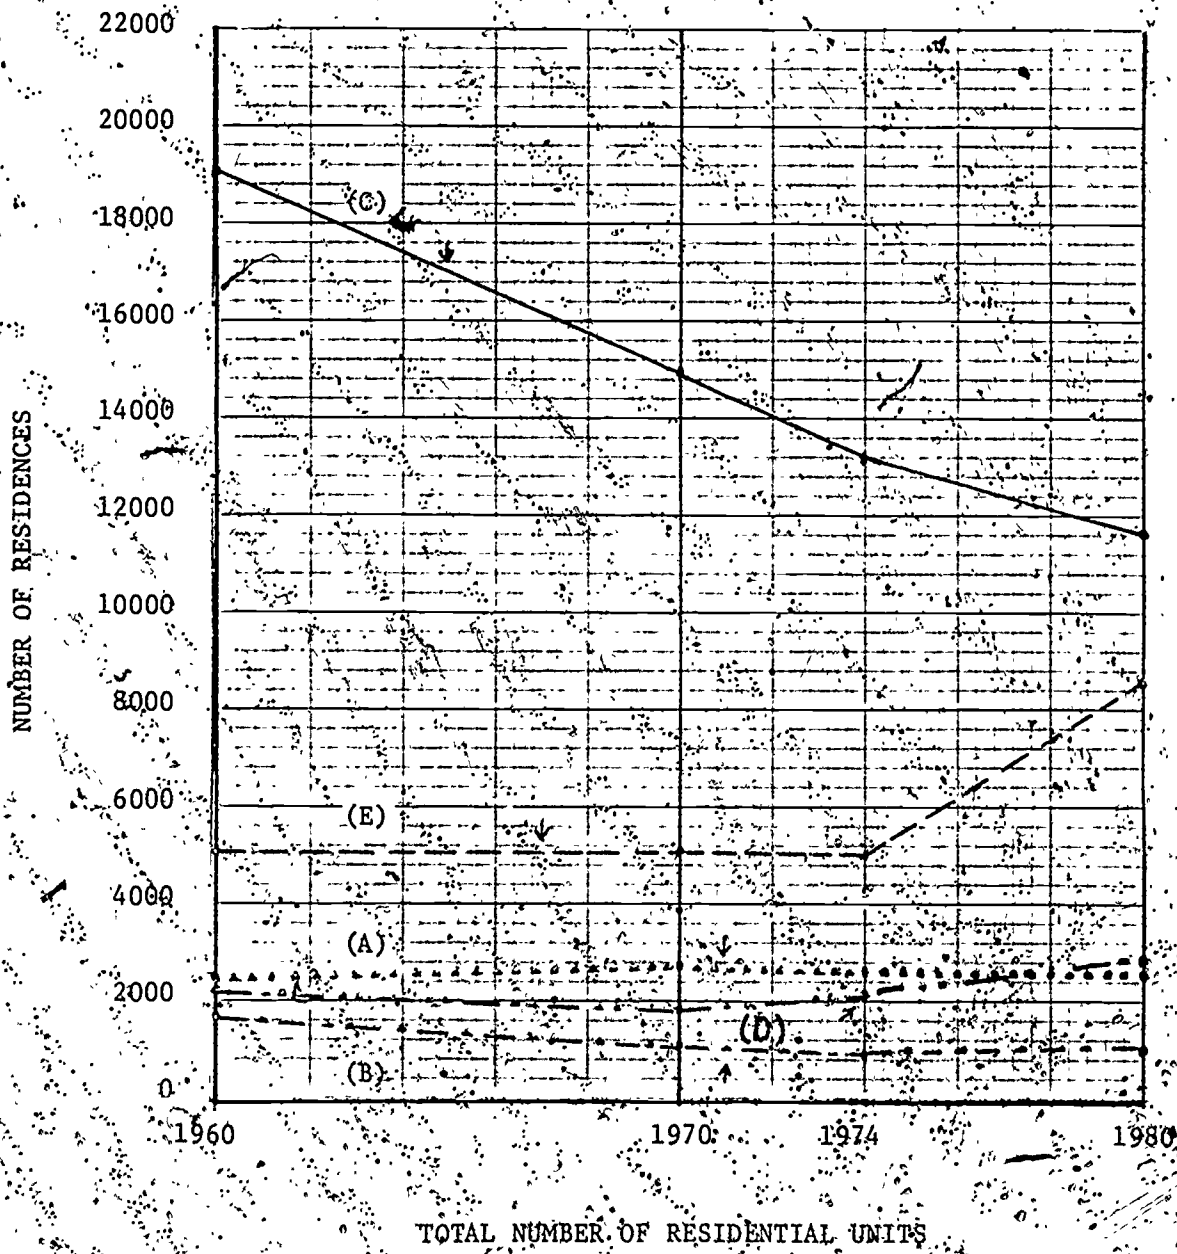 22000
20000
18000
16000
14000
12000
10000
8000
6000
4000
2000
0
NUMBER OF RESIDENCES
(C)
(E)
(A)
(D)
(B)
1960 1970 1974 1980
TOTAL NUMBER OF RESIDENTIAL UNITS